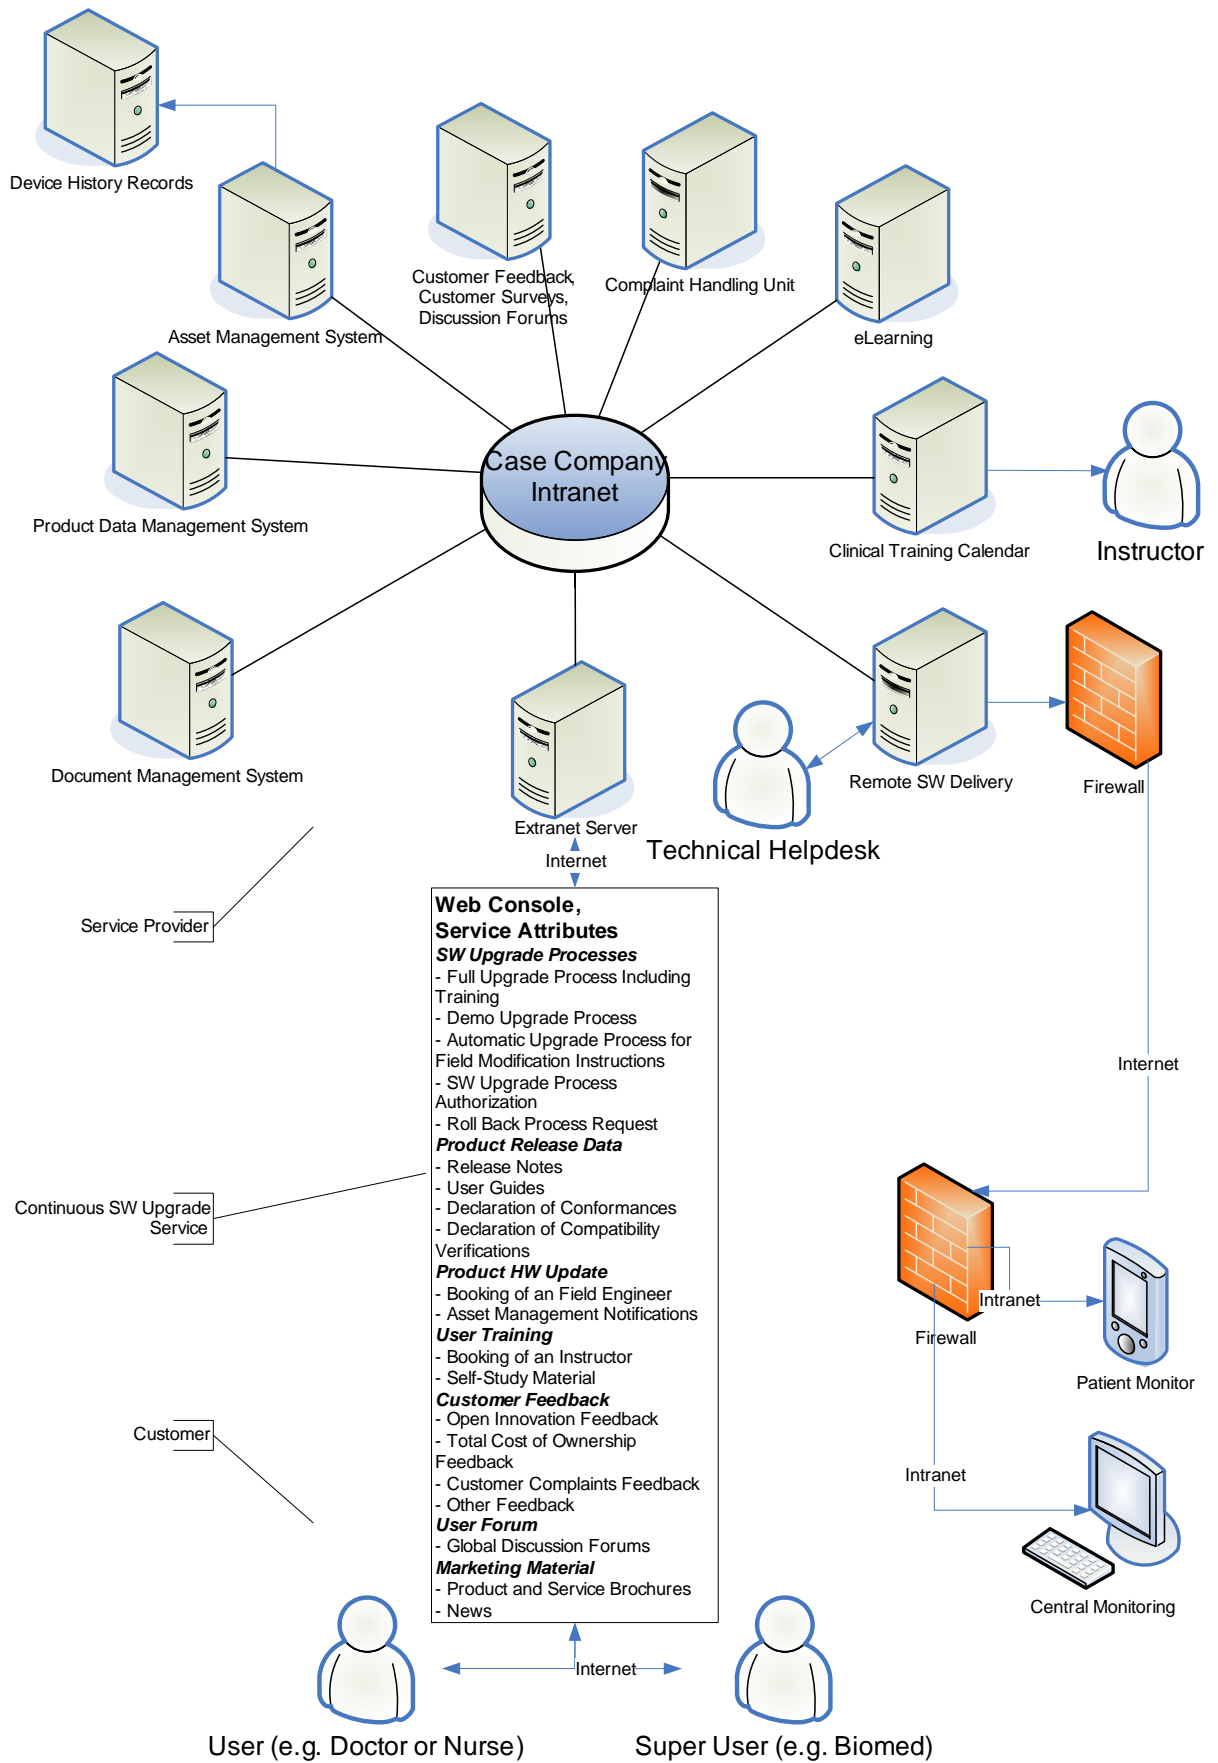 Device History Records
Asset Management System
Customer Feedback,
Customer Surveys,
Discussion Forums
Complaint Handling Unit
eLearning
Case Company
Intranet
Product Data Management System
Clinical Training Calendar
Instructor
Document Management System
Extranet Server
Internet
Technical Helpdesk
Remote SW Delivery
Firewall
Service Provider
Web Console,
Service Attributes
SW Upgrade Processes
- Full Upgrade Process Including
Training
- Demo Upgrade Process
- Automatic Upgrade Process for
Field Modification Instructions
- SW Upgrade Process
Authorization
- Roll Back Process Request
Product Release Data
- Release Notes
- User Guides
- Declaration of Conformances
- Declaration of Compatibility
Verifications
Product HW Update
- Booking of an Field Engineer
- Asset Management Notifications
User Training
- Booking of an Instructor
- Self-Study Material
Customer Feedback
- Open Innovation Feedback
- Total Cost of Ownership
Feedback
- Customer Complaints Feedback
- Other Feedback
User Forum
- Global Discussion Forums
Marketing Material
- Product and Service Brochures
- News
Internet
Continuous SW Upgrade
Service
Customer
Firewall
Intranet
Patient Monitor
Intranet
Central Monitoring
Internet
User (e.g. Doctor or Nurse)
Super User (e.g. Biomed)